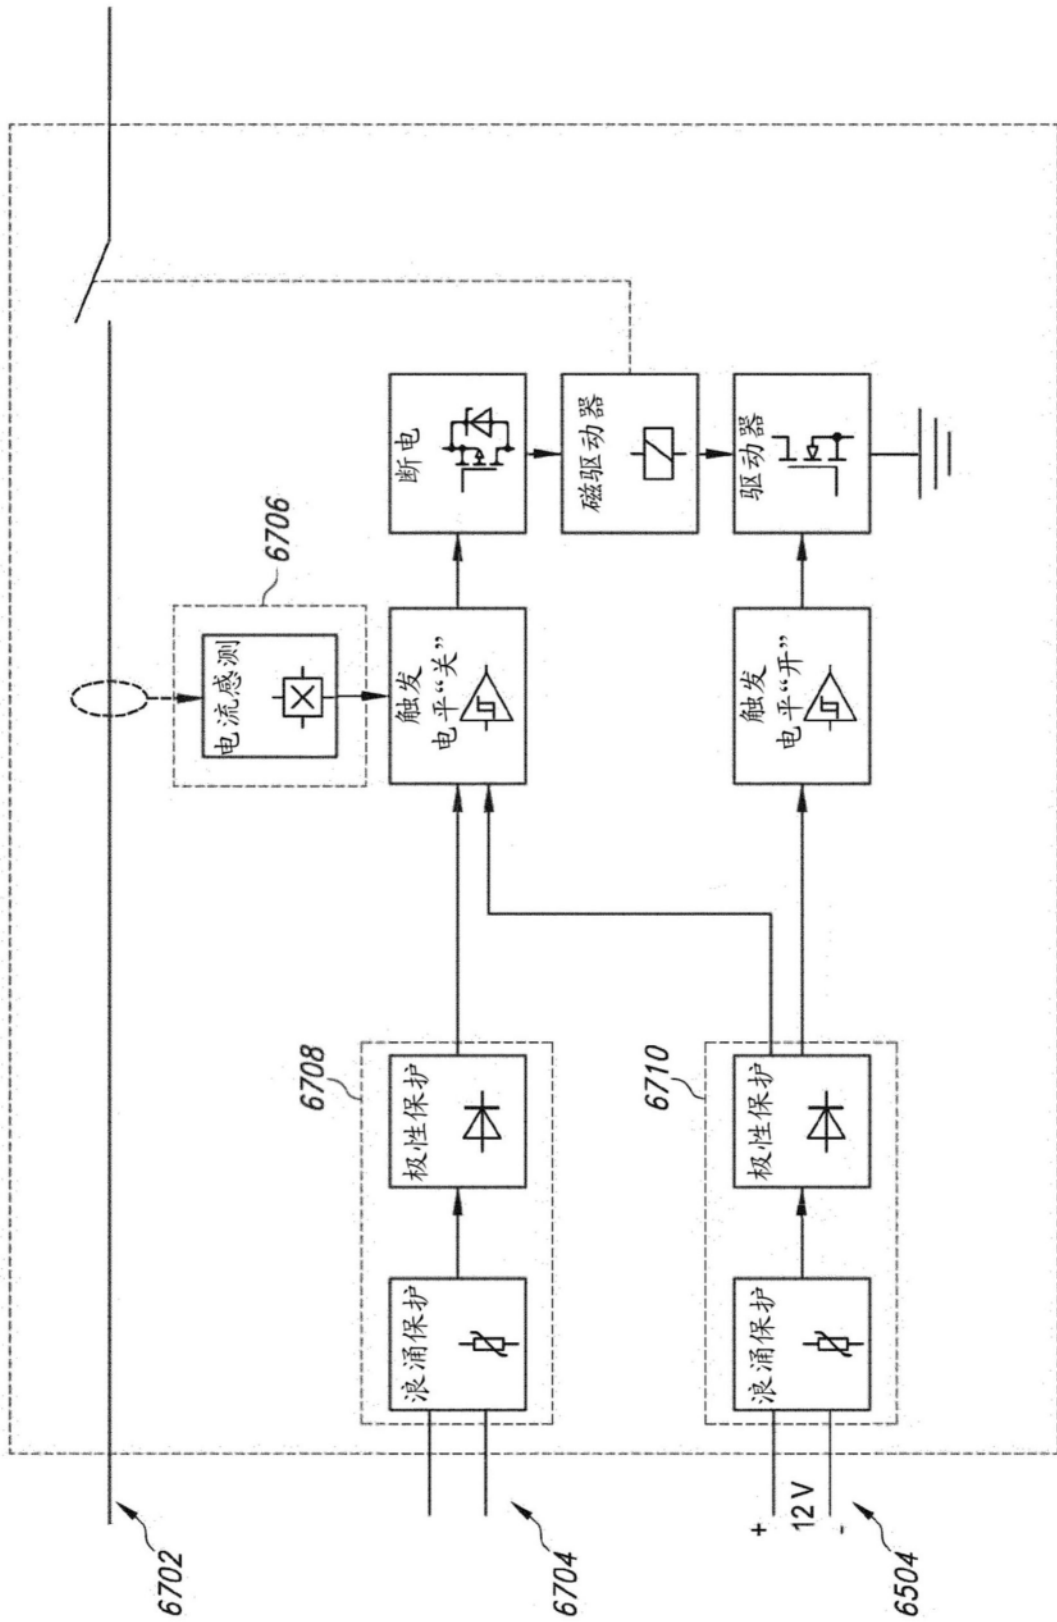 6702
6706
电流感测
6708
浪涌保护
极性保护
触发
电平“关”
断电
6704
磁驱动器
6710
+
12 V
-
浪涌保护
极性保护
触发
电平“开”
驱动器
6504